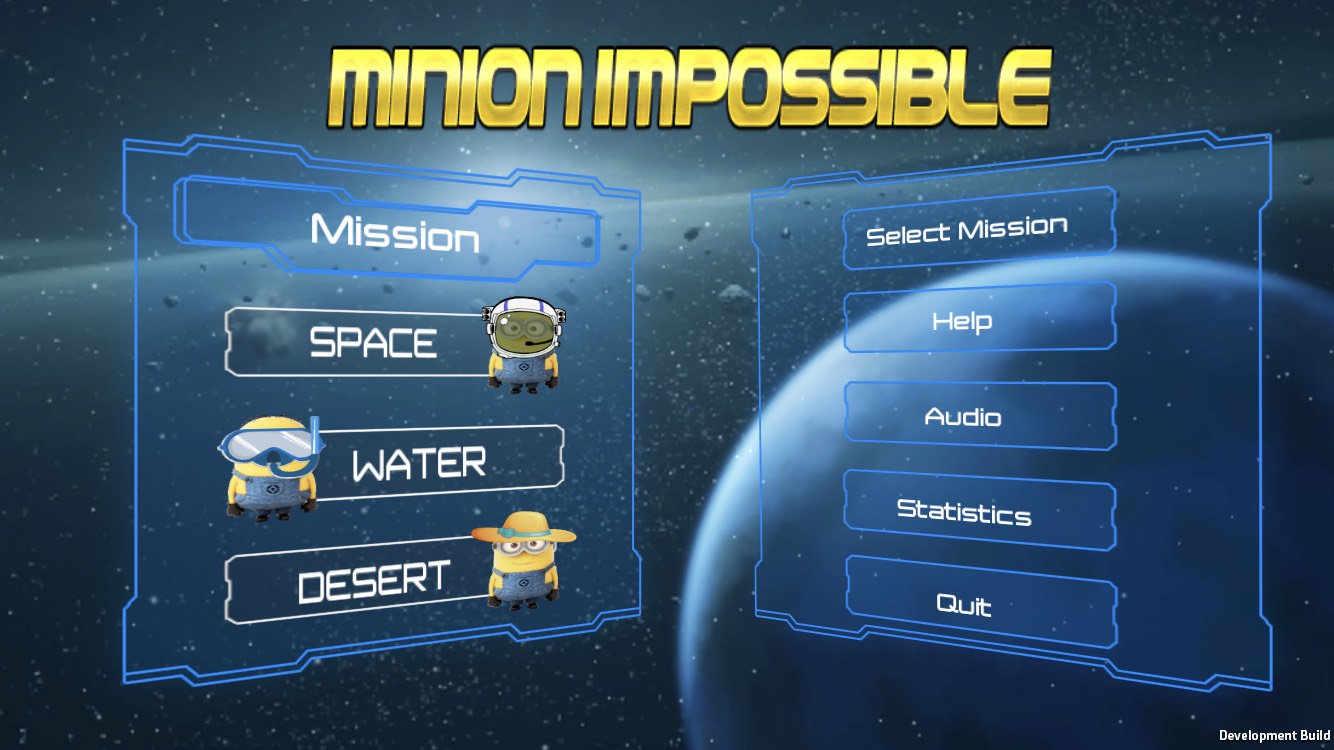 MINION IMPOSSIBLE
Mission
SPACE
WATER
DESERT
Select Mission
Help
Audio
Statistics
Quit
Development Build